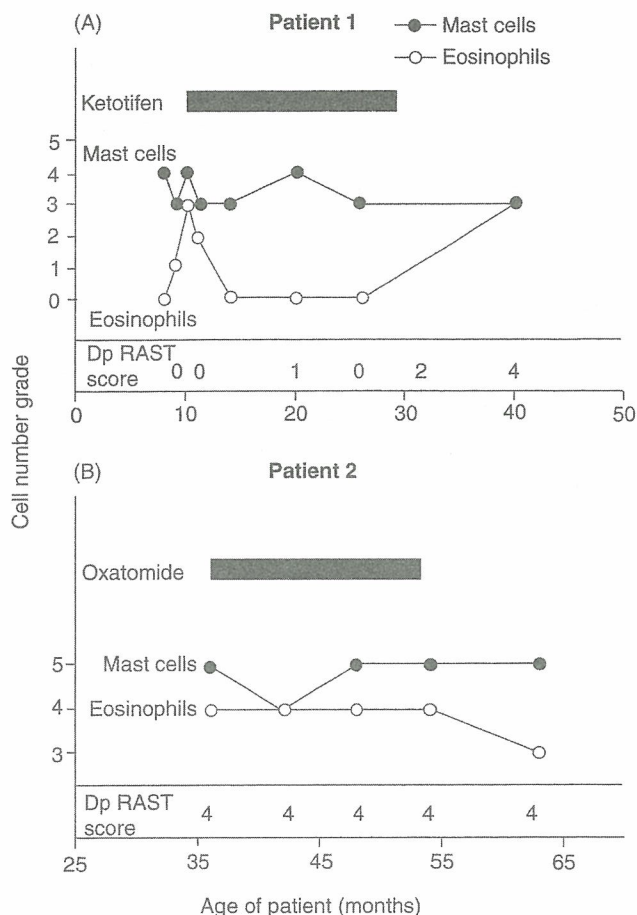 (A) Patient 1
Mast cells
Eosinophils
Ketotifen
5
Mast cells
4
3
2
1
0
Eosinophils
Dp RAST score 0 0 1 0 2 4
0 10 20 30 40 50
Cell number grade
(B) Patient 2
Oxatomide
5 Mast cells
4 Eosinophils
3
Dp RAST score 4 4 4 4 4
25 35 45 55 65
Age of patient (months)